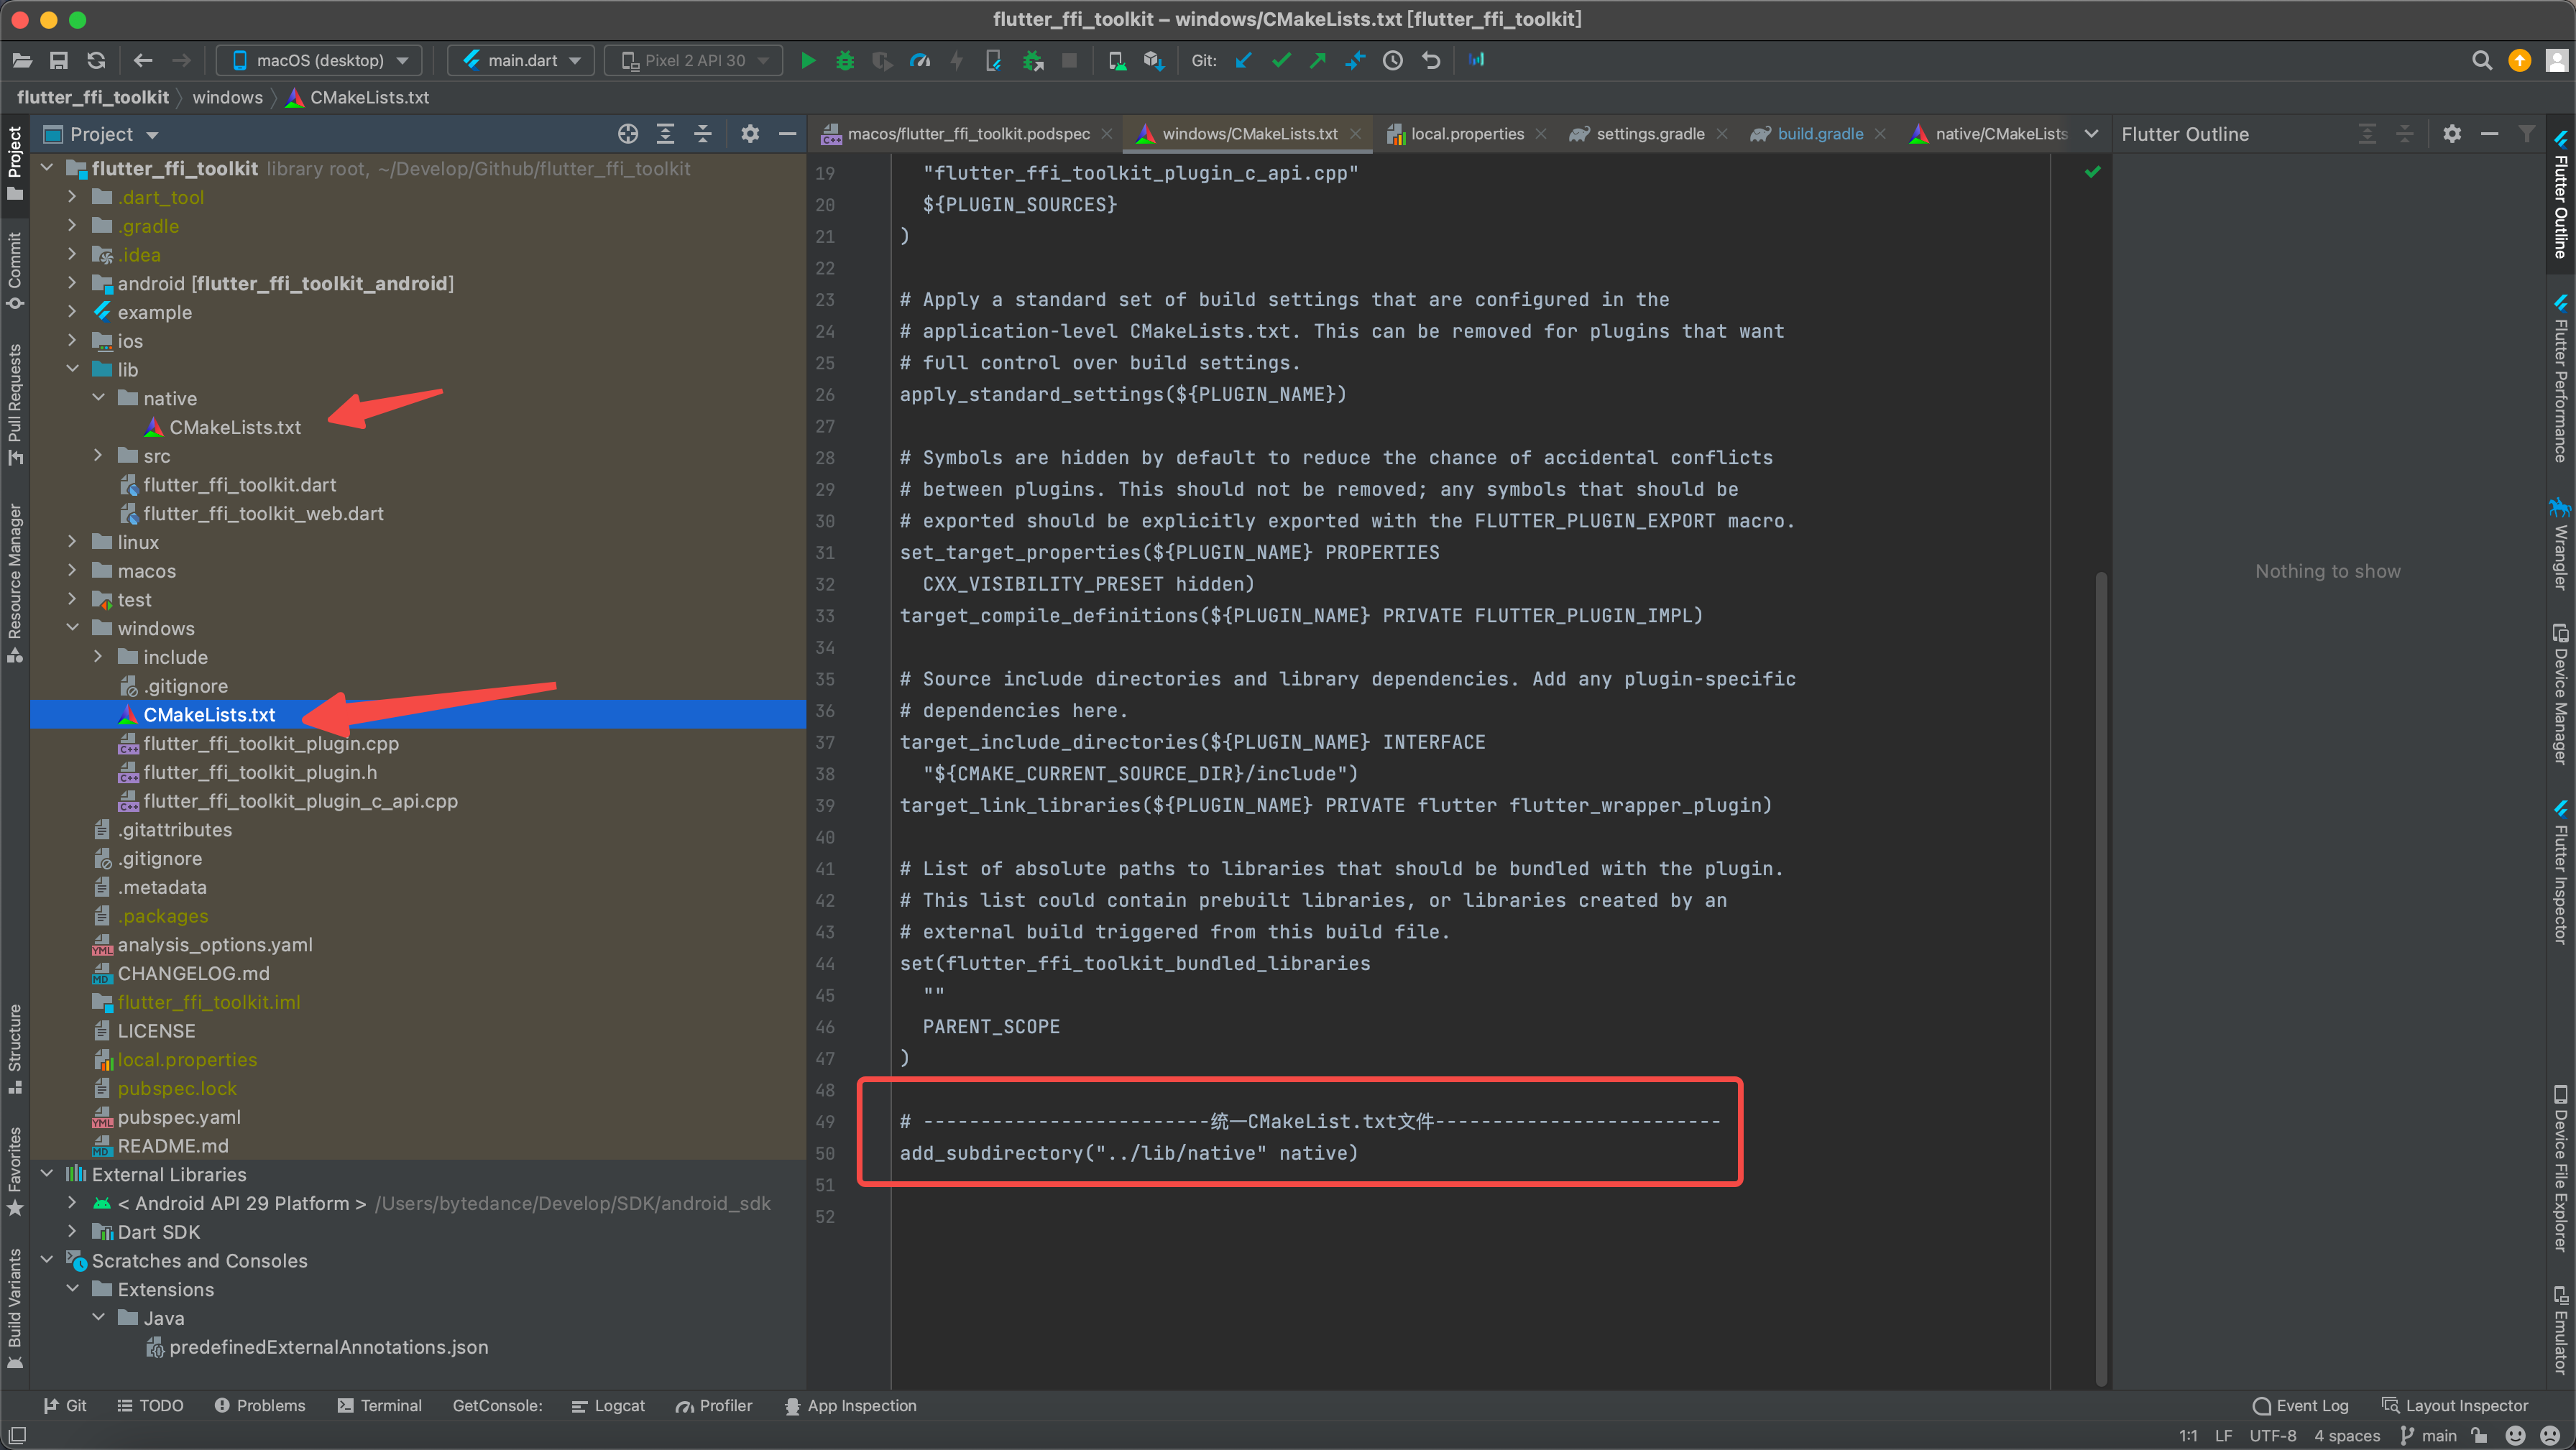 flutter_ffi_toolkit – windows/CMakeLists.txt [flutter_ffi_toolkit]
macOS (desktop)
main.dart
Pixel 2 API 30
Git:
flutter_ffi_toolkit
windows
CMakeLists.txt
Project
macos/flutter_ffi_toolkit.podspec
windows/CMakeLists.txt
local.properties
settings.gradle
build.gradle
native/CMakeLists
Flutter Outline
Project
Commit
Pull Requests
Resource Manager
Structure
Favorites
Build Variants
flutter_ffi_toolkit library root, ~/Develop/Github/flutter_ffi_toolkit
.dart_tool
.gradle
.idea
android [flutter_ffi_toolkit_android]
example
ios
lib
native
CMakeLists.txt
src
flutter_ffi_toolkit.dart
flutter_ffi_toolkit_web.dart
linux
macos
test
windows
include
.gitignore
CMakeLists.txt
flutter_ffi_toolkit_plugin.cpp
flutter_ffi_toolkit_plugin.h
flutter_ffi_toolkit_plugin_c_api.cpp
.gitattributes
.gitignore
.metadata
.packages
analysis_options.yaml
CHANGELOG.md
flutter_ffi_toolkit.iml
LICENSE
local.properties
pubspec.lock
pubspec.yaml
README.md
External Libraries
< Android API 29 Platform > /Users/bytedance/Develop/SDK/android_sdk
Dart SDK
Scratches and Consoles
Extensions
Java
predefinedExternalAnnotations.json
19 "flutter_ffi_toolkit_plugin_c_api.cpp"
20 ${PLUGIN_SOURCES}
21 )
22
23 # Apply a standard set of build settings that are configured in the
24 # application-level CMakeLists.txt. This can be removed for plugins that want
25 # full control over build settings.
26 apply_standard_settings(${PLUGIN_NAME})
27
28 # Symbols are hidden by default to reduce the chance of accidental conflicts
29 # between plugins. This should not be removed; any symbols that should be
30 # exported should be explicitly exported with the FLUTTER_PLUGIN_EXPORT macro.
31 set_target_properties(${PLUGIN_NAME} PROPERTIES
32 CXX_VISIBILITY_PRESET hidden)
33 target_compile_definitions(${PLUGIN_NAME} PRIVATE FLUTTER_PLUGIN_IMPL)
34
35 # Source include directories and library dependencies. Add any plugin-specific
36 # dependencies here.
37 target_include_directories(${PLUGIN_NAME} INTERFACE
38 "${CMAKE_CURRENT_SOURCE_DIR}/include")
39 target_link_libraries(${PLUGIN_NAME} PRIVATE flutter flutter_wrapper_plugin)
40
41 # List of absolute paths to libraries that should be bundled with the plugin.
42 # This list could contain prebuilt libraries, or libraries created by an
43 # external build triggered from this build file.
44 set(flutter_ffi_toolkit_bundled_libraries
45 ""
46 PARENT_SCOPE
47 )
48
49 # -------------------------统一CMakeList.txt文件-------------------------
50 add_subdirectory("../lib/native" native)
51
52
Nothing to show
Flutter Outline
Flutter Performance
Wrangler
Device Manager
Flutter Inspector
Device File Explorer
Emulator
Git
TODO
Problems
Terminal
GetConsole:
Logcat
Profiler
App Inspection
Event Log
Layout Inspector
1:1 LF UTF-8 4 spaces main